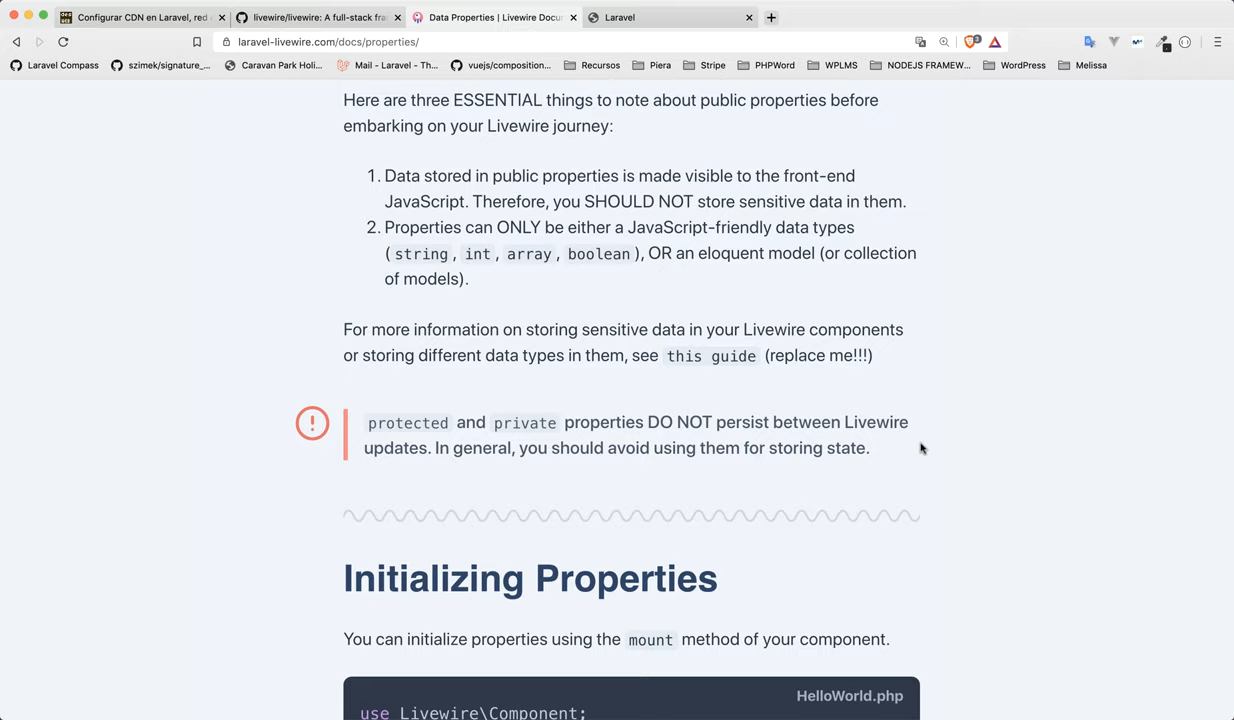 Configurar CDN en Laravel, red
livewire/livewire: A full-stack fra
Data Properties | Livewire Docu
Laravel
laravel-livewire.com/docs/properties/
3
Laravel Compass
szimek/signature_...
Caravan Park Holi...
Mail - Laravel - Th...
vuejs/composition...
Recursos
Piera
Stripe
PHPWord
WPLMS
NODEJS FRAMEW...
WordPress
Melissa
Here are three ESSENTIAL things to note about public properties before
embarking on your Livewire journey:
1. Data stored in public properties is made visible to the front-end
JavaScript. Therefore, you SHOULD NOT store sensitive data in them.
2. Properties can ONLY be either a JavaScript-friendly data types
(string, int, array, boolean), OR an eloquent model (or collection
of models).
For more information on storing sensitive data in your Livewire components
or storing different data types in them, see this guide (replace me!!!)
protected and private properties DO NOT persist between Livewire
updates. In general, you should avoid using them for storing state.
Initializing Properties
You can initialize properties using the mount method of your component.
HelloWorld.php
use Livewire\Component;